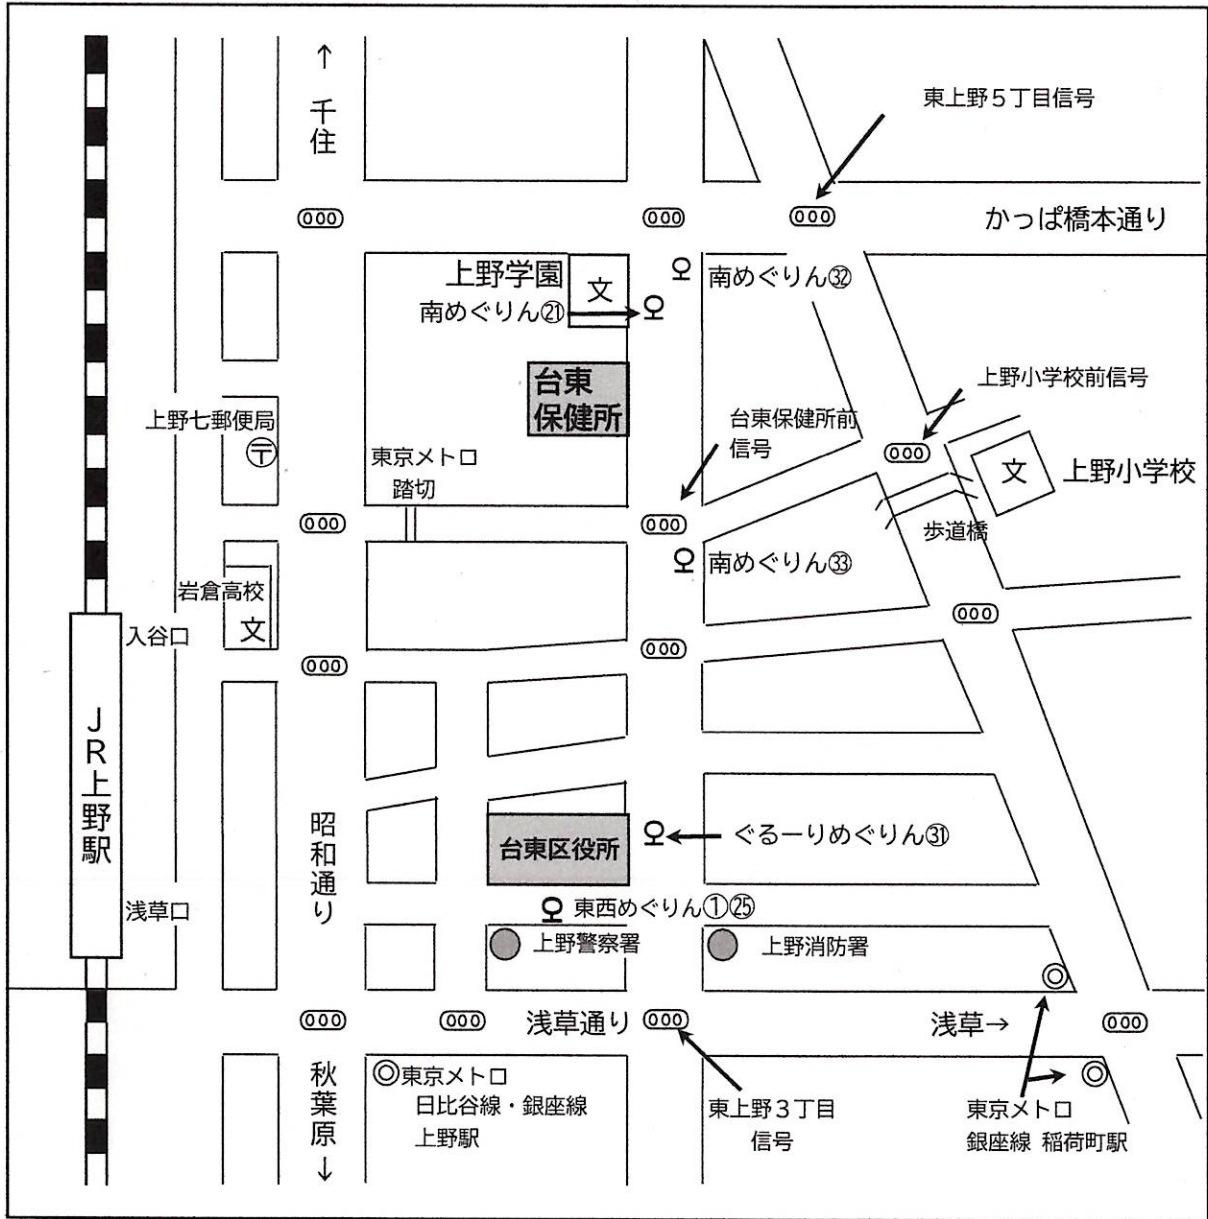 ↑
千住
東上野5丁目信号
かっぱ橋本通り
上野学園
文
南めぐりん㉜
南めぐりん㉑
台東
保健所
上野小学校前信号
台東保健所前
信号
上野七郵便局
〒
東京メトロ
踏切
文
上野小学校
歩道橋
南めぐりん㉝
岩倉高校
文
入谷口
JR上野駅
昭和通り
台東区役所
ぐるーりめぐりん㉛
浅草口
東西めぐりん①㉕
上野警察署
上野消防署
浅草通り
浅草→
秋葉原
↓
東京メトロ
日比谷線・銀座線
上野駅
東上野3丁目
信号
東京メトロ
銀座線 稲荷町駅